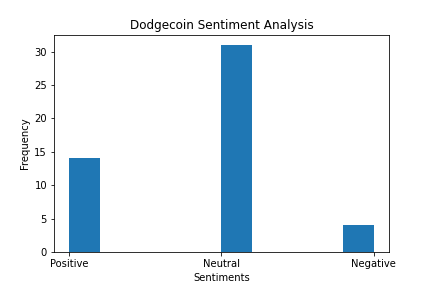 Dodgecoin Sentiment Analysis
Frequency
30
25
20
15
10
5
0
Positive
Neutral
Negative
Sentiments